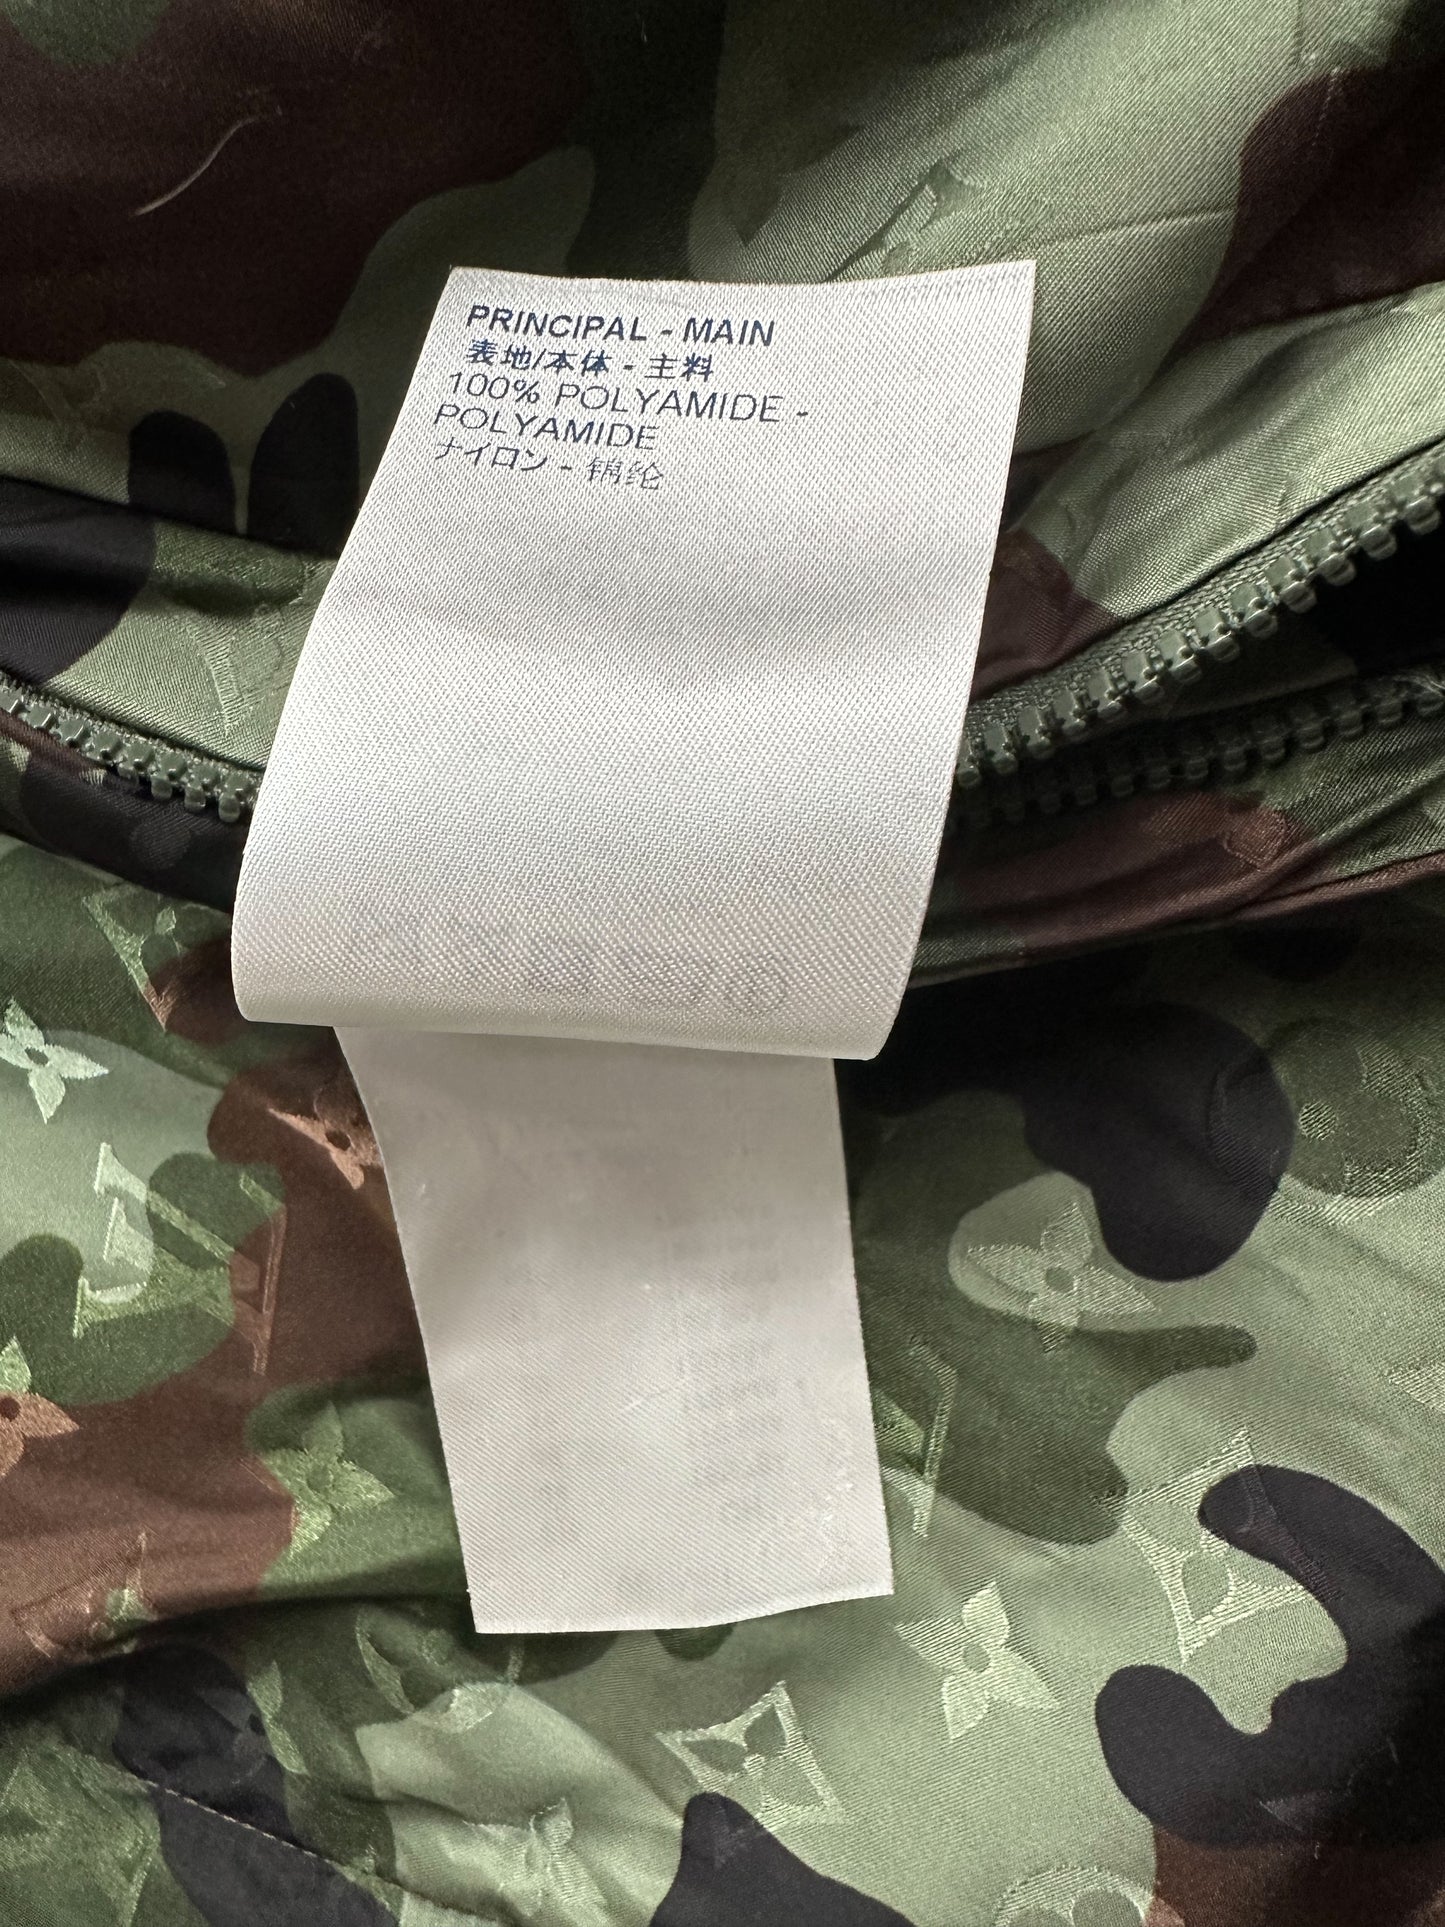 PRINCIPAL - MAIN
表地/本体 - 主料
100% POLYAMIDE -
POLYAMIDE
ナイロン - 锦纶